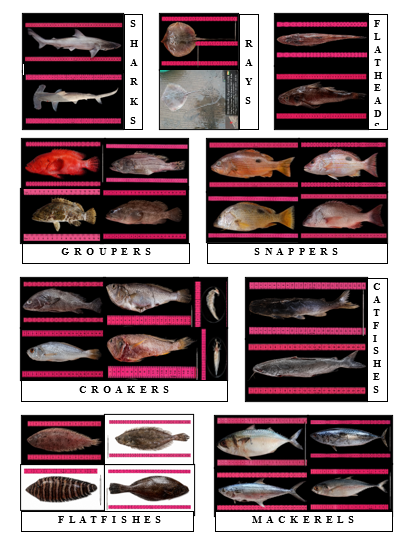 SHARKS
RAYS
FLATHEADS
GROUPERS
SNAPPERS
CROAKERS
CATFISHES
FLATFISHES
MACKERELS